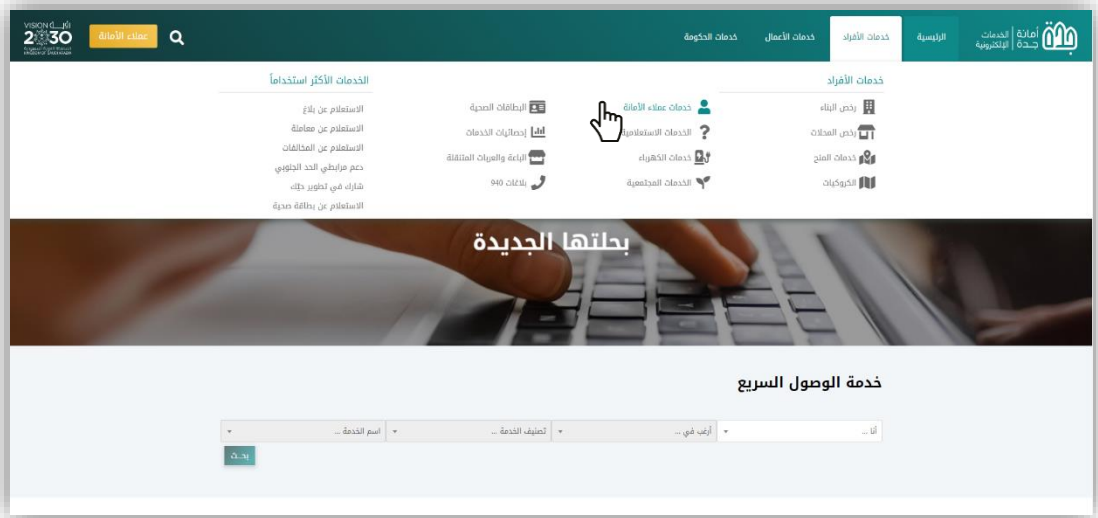 أمانة جدة
الخدمات الإلكترونية
الرئيسية
خدمات الأفراد
خدمات الأعمال
خدمات الحكومة
عملاء الأمانة
VISION رؤية
2030
خدمات الأفراد
رخص البناء
رخص المحلات
خدمات المنح
الكروكيات
خدمات عملاء الأمانة
الخدمات الاستعلامية
خدمات الكهرباء
الخدمات المجتمعية
البطاقات الصحية
إحصائيات الخدمات
الباعة والعربات المتنقلة
بلاغات 940
الخدمات الأكثر استخداماً
الاستعلام عن بلاغ
الاستعلام عن معاملة
الاستعلام عن المخالفات
دعم مرابطي الحد الجنوبي
شارك في تطوير حيّك
الاستعلام عن بطاقة صحية
بحلتها الجديدة
خدمة الوصول السريع
أنا ...
أرغب في ...
تصنيف الخدمة ...
اسم الخدمة ...
بحث